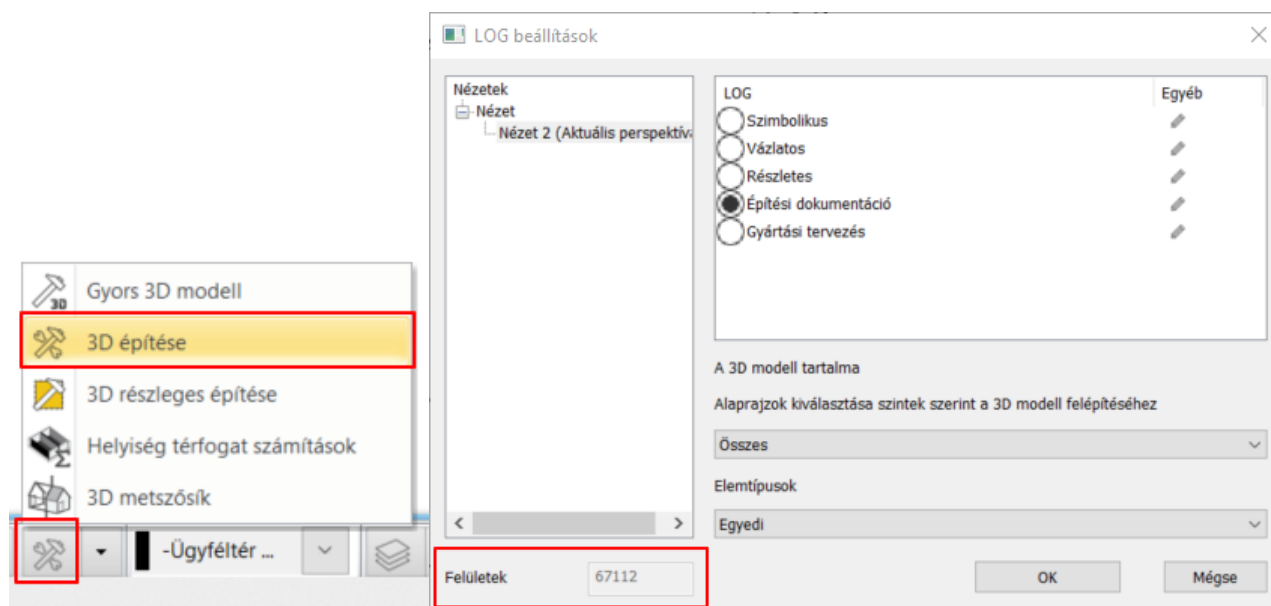 Gyors 3D modell
3D építése
3D részleges építése
Helyiség térfogat számítások
3D metszősík
-Ügyféltér ...
LOG beállítások
Nézetek
Nézet
Nézet 2 (Aktuális perspektív
LOG
Egyéb
Szimbolikus
Vázlatos
Részletes
Építési dokumentáció
Gyártási tervezés
A 3D modell tartalma
Alaprajzok kiválasztása szintek szerint a 3D modell felépítéséhez
Összes
Elemtípusok
Egyedi
Felületek
67112
OK
Mégse